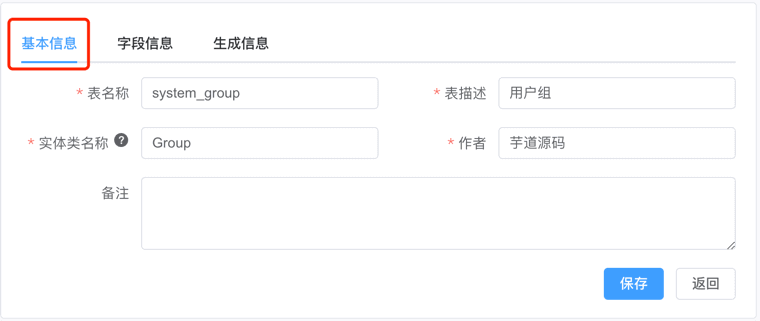 基本信息 字段信息 生成信息
* 表名称 system_group * 表描述 用户组
* 实体类名称 ? Group * 作者 芋道源码
备注
保存 返回